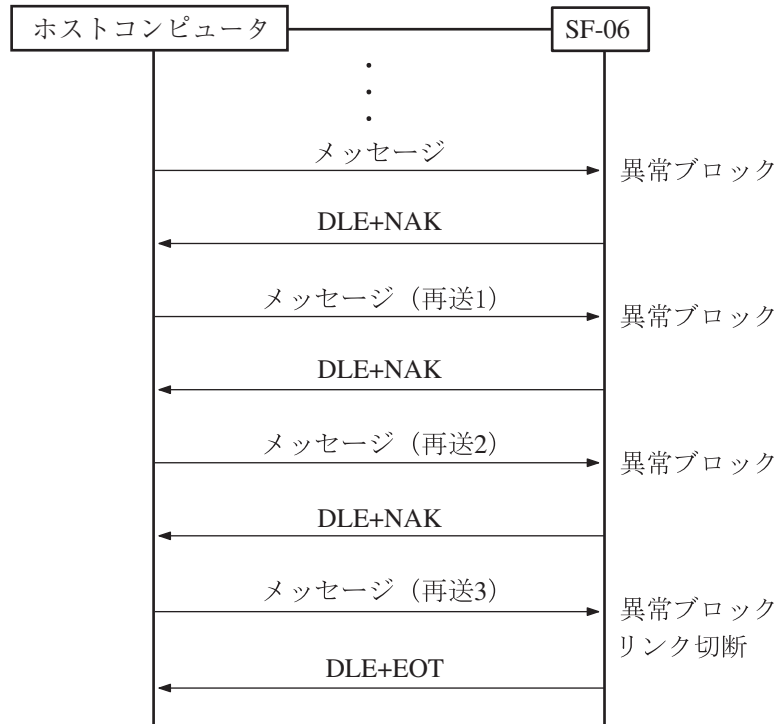 ホストコンピュータ
SF-06
メッセージ
異常ブロック
DLE+NAK
メッセージ（再送1）
異常ブロック
DLE+NAK
メッセージ（再送2）
異常ブロック
DLE+NAK
メッセージ（再送3）
異常ブロック
リンク切断
DLE+EOT